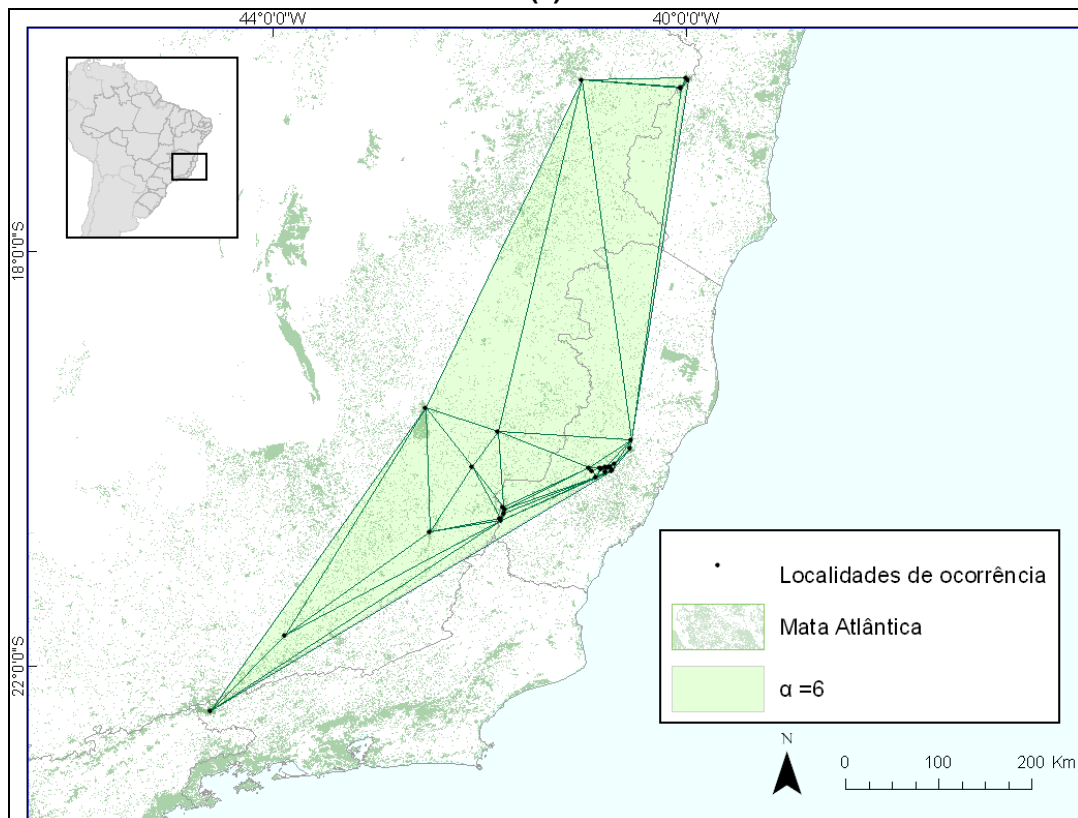 44°0'0"W 40°0'0"W
18°0'0"S
22°0'0"S
Localidades de ocorrência
Mata Atlântica
α =6
N
0 100 200 Km